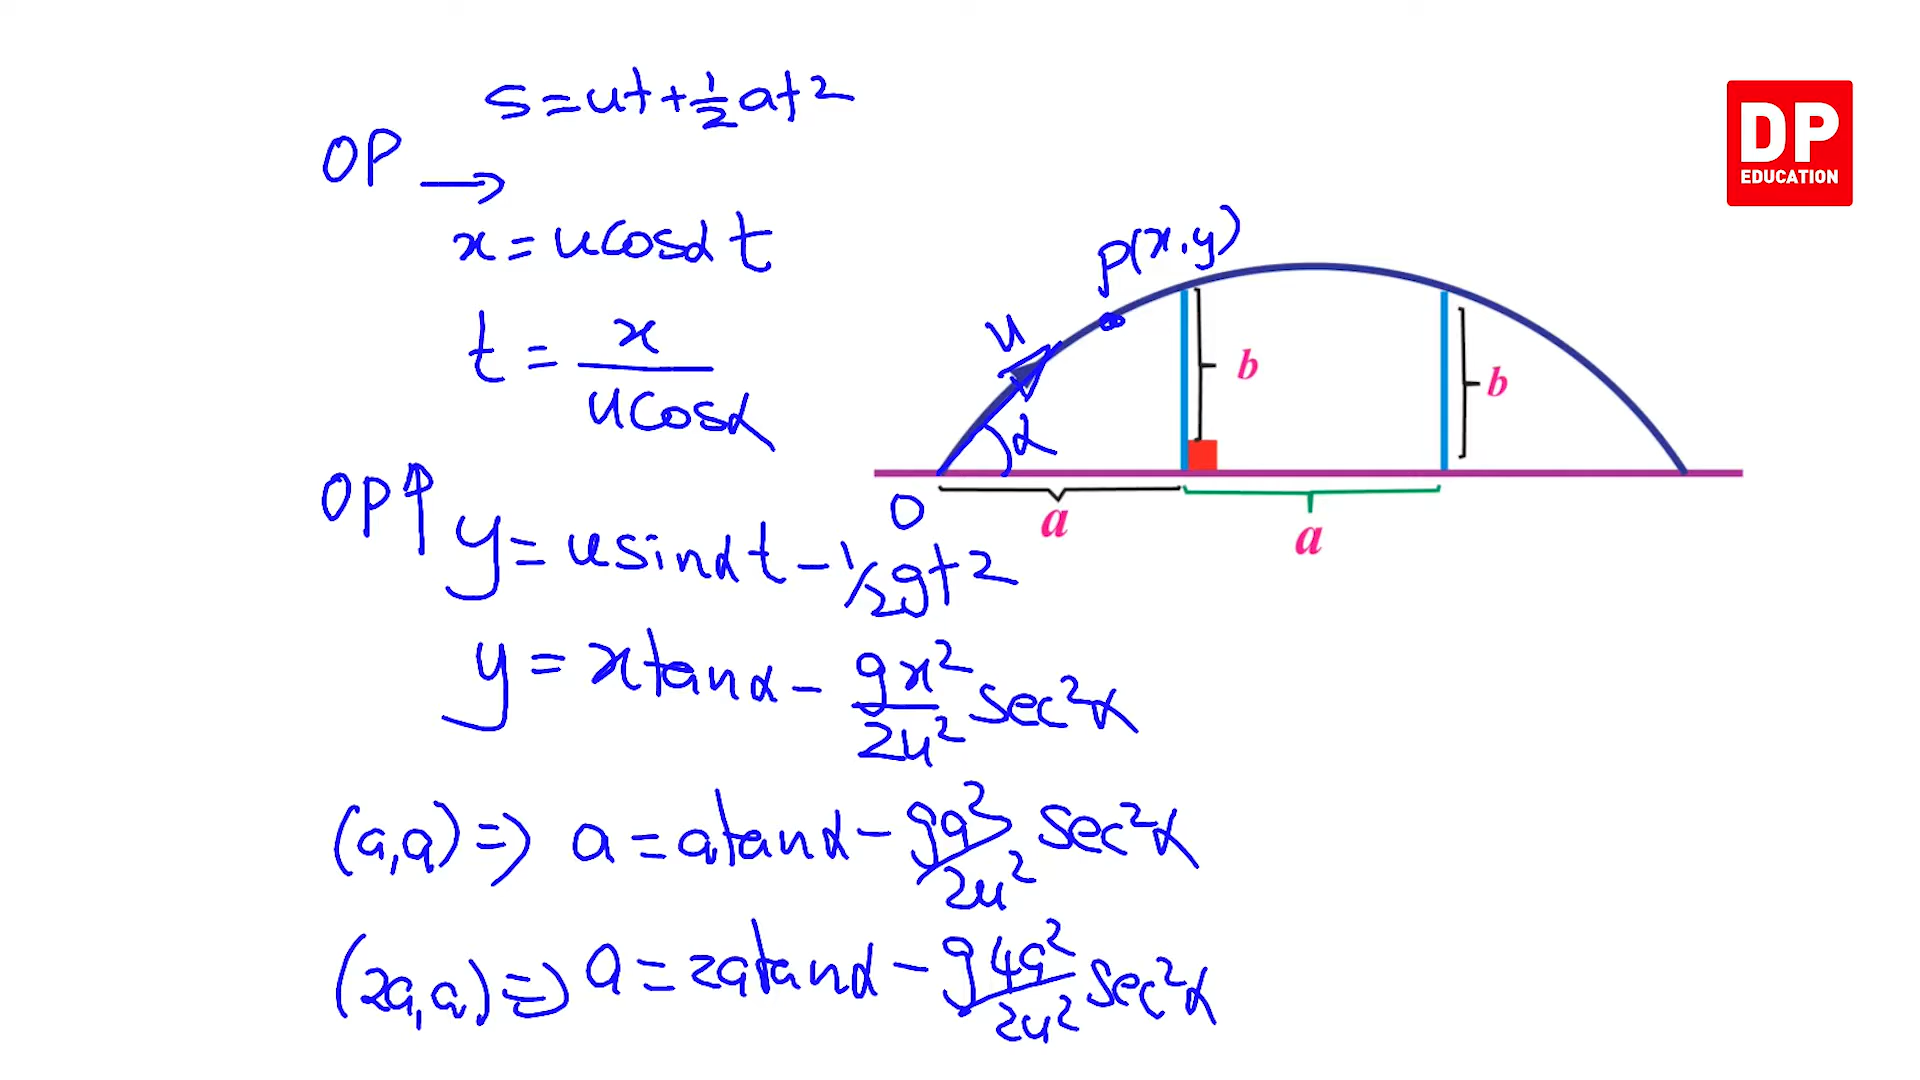 s=ut+½at²
OP →
x=ucosα t
t = x/ucosα
OP↑
y=usinαt-½gt²
y=xtanα-gx²/2u² sec²α
(a,a)⇒ a=atanα-ga²/2u² sec²α
(2a,a)⇒ a=2atanα-g4a²/2u² sec²α
DP
EDUCATION
P(x,y)
u
α
b
b
O
a
a